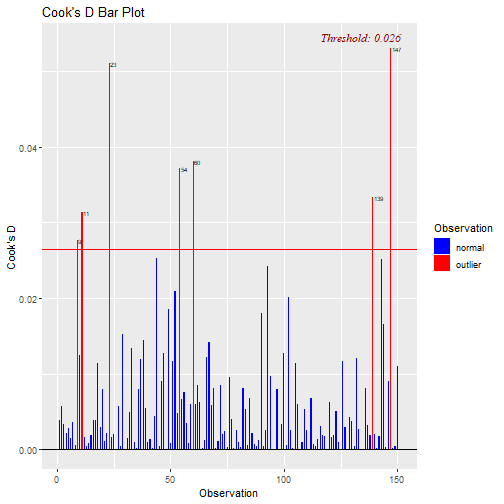 Cook's D Bar Plot
Threshold: 0.026
147
23
60
54
139
11
9
0.04
0.02
0.00
Cook's D
0
50
100
150
Observation
Observation
normal
outlier